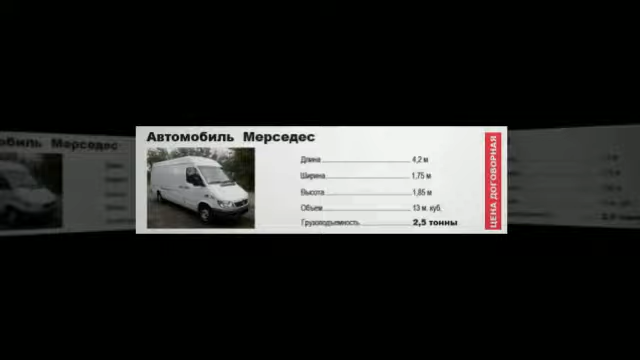 Автомобиль Мерседес
Длина 4,2 м
Ширина 1,75 м
Высота 1,85 м
Объем 13 м. куб.
Грузоподъемность 2,5 тонны
ЦЕНА ДОГОВОРНАЯ
Мерседес